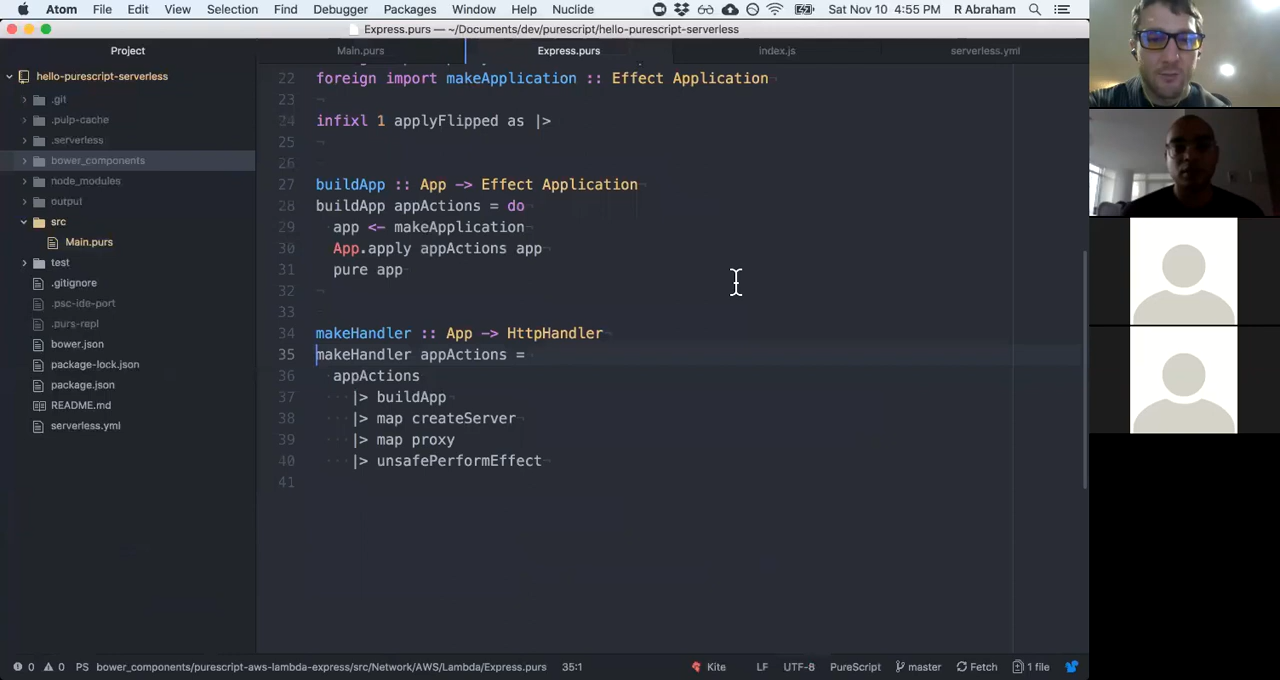 Atom File Edit View Selection Find Debugger Packages Window Help Nuclide Sat Nov 10 4:55 PM R Abraham
Express.purs — ~/Documents/dev/purescript/hello-purescript-serverless
Project Main.purs Express.purs index.js serverless.yml
hello-purescript-serverless
.git
.pulp-cache
.serverless
bower_components
node_modules
output
src
Main.purs
test
.gitignore
.psc-ide-port
.purs-repl
bower.json
package-lock.json
package.json
README.md
serverless.yml
22 foreign import makeApplication :: Effect Application
23
24 infixl 1 applyFlipped as |>
25
26
27 buildApp :: App -> Effect Application
28 buildApp appActions = do
29 app <- makeApplication
30 App.apply appActions app
31 pure app
32
33
34 makeHandler :: App -> HttpHandler
35 makeHandler appActions =
36 appActions
37 |> buildApp
38 |> map createServer
39 |> map proxy
40 |> unsafePerformEffect
41
0 0 PS bower_components/purescript-aws-lambda-express/src/Network/AWS/Lambda/Express.purs 35:1 Kite LF UTF-8 PureScript master Fetch 1 file